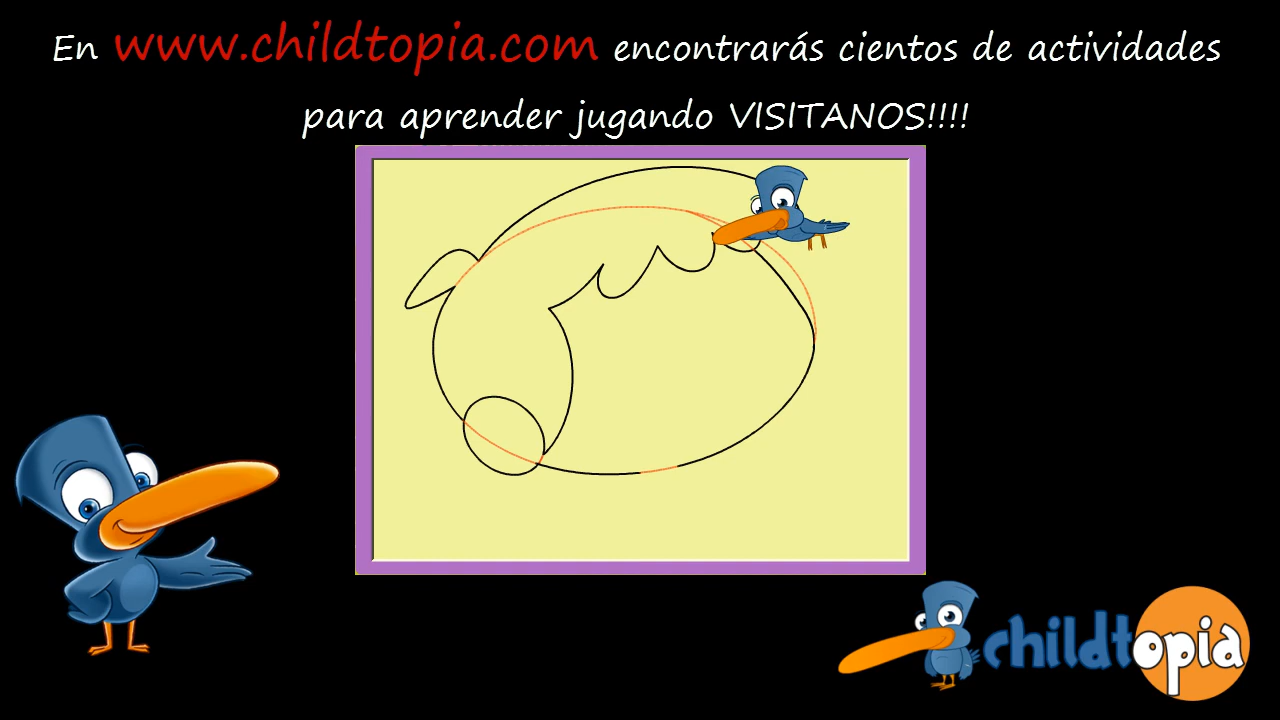 En www.childtopia.com encontrarás cientos de actividades
para aprender jugando VISITANOS!!!!
childtopia